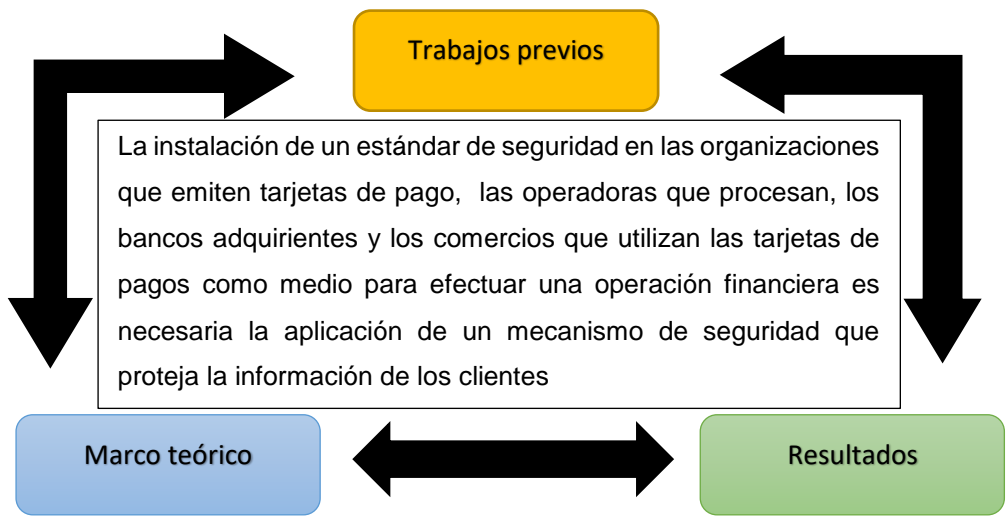 Trabajos previos
La instalación de un estándar de seguridad en las organizaciones
que emiten tarjetas de pago, las operadoras que procesan, los
bancos adquirientes y los comercios que utilizan las tarjetas de
pagos como medio para efectuar una operación financiera es
necesaria la aplicación de un mecanismo de seguridad que
proteja la información de los clientes
Marco teórico
Resultados